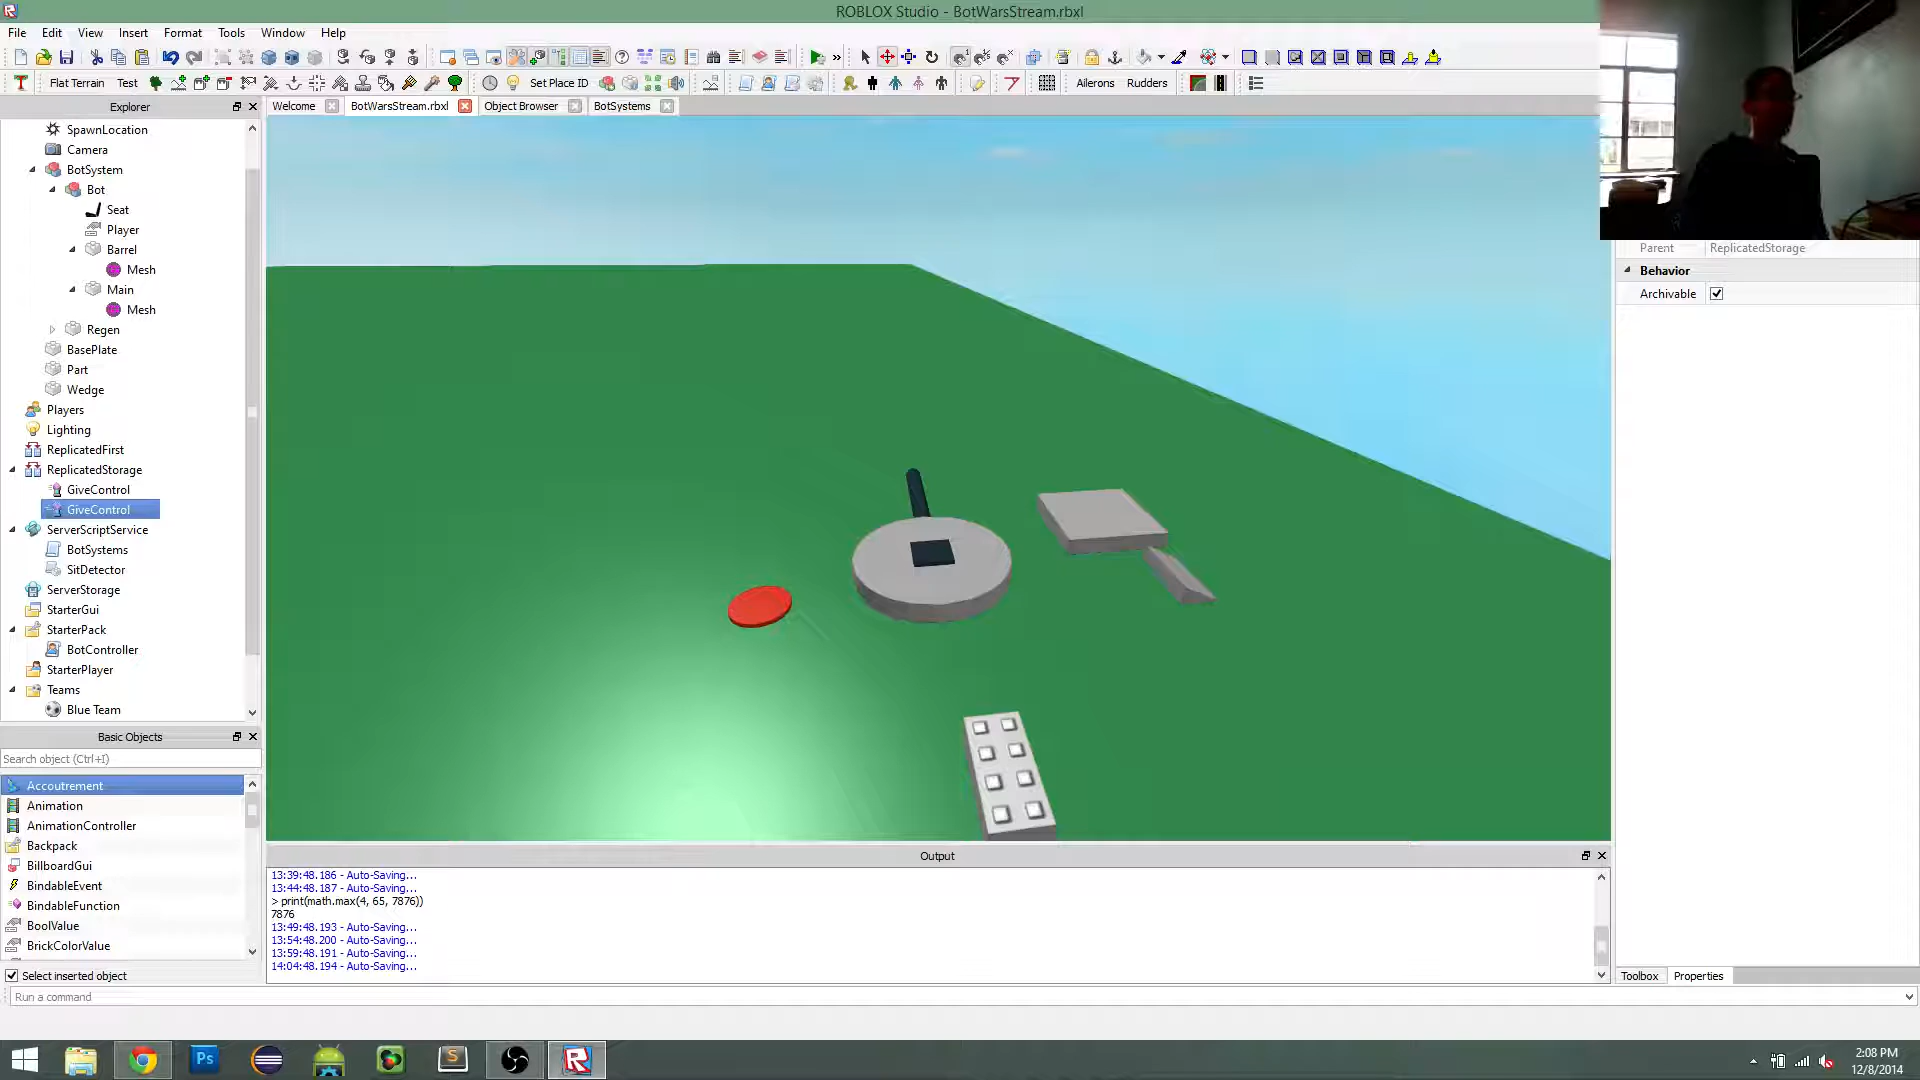 ROBLOX Studio - BotWarsStream.rbxl
File Edit View Insert Format Tools Window Help
Flat Terrain Test Set Place ID Ailerons Rudders
Explorer
Welcome BotWarsStream.rbxl Object Browser BotSystems
SpawnLocation
Camera
BotSystem
Bot
Seat
Player
Barrel
Mesh
Main
Mesh
Regen
BasePlate
Part
Wedge
Players
Lighting
ReplicatedFirst
ReplicatedStorage
GiveControl
GiveControl
ServerScriptService
BotSystems
SitDetector
ServerStorage
StarterGui
StarterPack
BotController
StarterPlayer
Teams
Blue Team
Parent ReplicatedStorage
Behavior
Archivable
Basic Objects
Search object (Ctrl+I)
Accoutrement
Animation
AnimationController
Backpack
BillboardGui
BindableEvent
BindableFunction
BoolValue
BrickColorValue
Select inserted object
Output
13:39:48.186 - Auto-Saving...
13:44:48.187 - Auto-Saving...
> print(math.max(4, 65, 7876))
7876
13:49:48.193 - Auto-Saving...
13:54:48.200 - Auto-Saving...
13:59:48.191 - Auto-Saving...
14:04:48.194 - Auto-Saving...
Toolbox Properties
Run a command
Ps
S
2:08 PM
12/8/2014